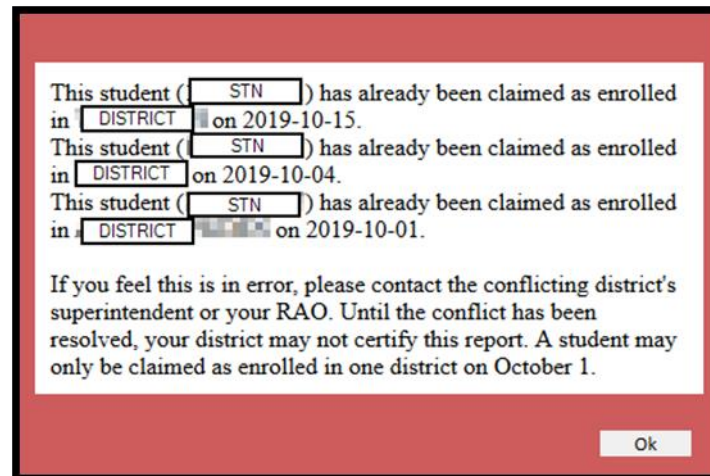 This student ( STN ) has already been claimed as enrolled
in DISTRICT on 2019-10-15.
This student ( STN ) has already been claimed as enrolled
in DISTRICT on 2019-10-04.
This student ( STN ) has already been claimed as enrolled
in DISTRICT on 2019-10-01.
If you feel this is in error, please contact the conflicting district's
superintendent or your RAO. Until the conflict has been
resolved, your district may not certify this report. A student may
only be claimed as enrolled in one district on October 1.
Ok